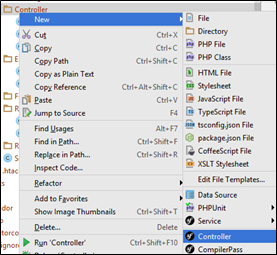 Controller
New
Cut Ctrl+X
Copy Ctrl+C
Copy Path Ctrl+Shift+C
Copy as Plain Text
Copy Reference Ctrl+Alt+Shift+C
Paste Ctrl+V
Jump to Source F4
Find Usages Alt+F7
Find in Path... Ctrl+Shift+F
Replace in Path... Ctrl+Shift+R
Inspect Code...
Refactor
Add to Favorites
Show Image Thumbnails Ctrl+Shift+T
Delete... Delete
Run 'Controller' Ctrl+Shift+F10
File
Directory
PHP File
PHP Class
HTML File
Stylesheet
JavaScript File
TypeScript File
tsconfig.json File
package.json File
CoffeeScript File
XSLT Stylesheet
Edit File Templates...
Data Source
PHPUnit
Service
Controller
CompilerPass